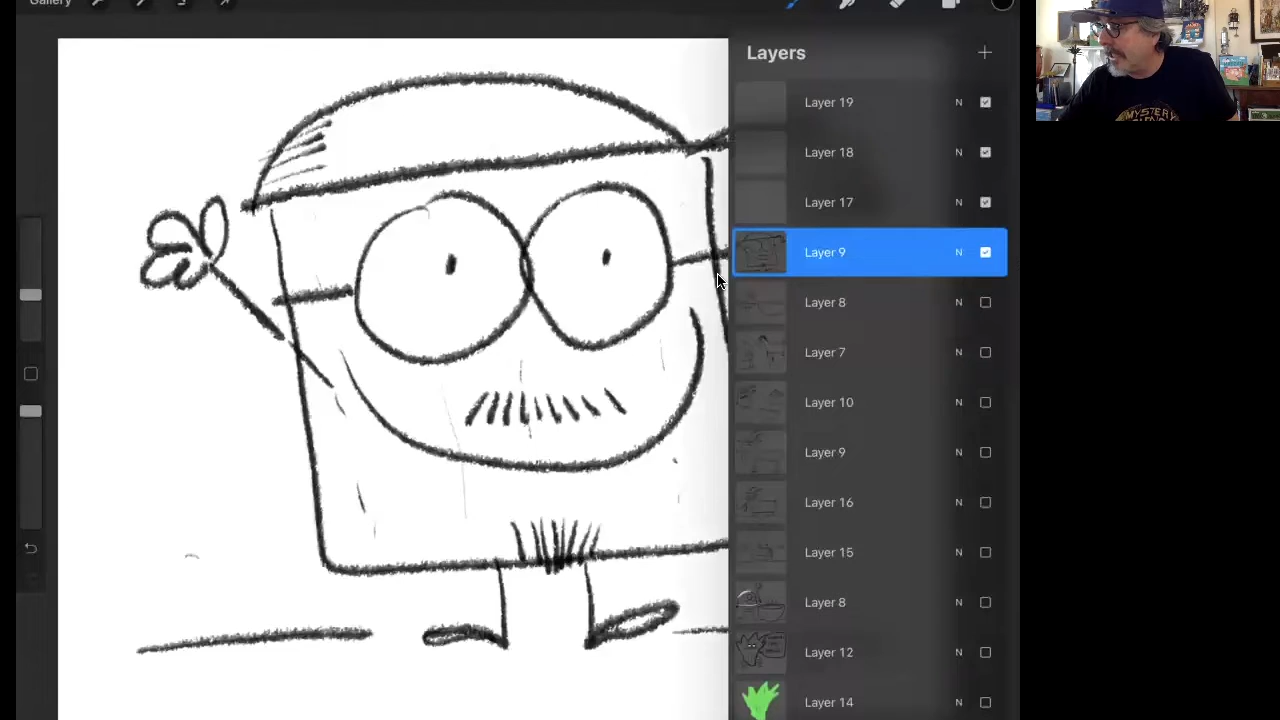 Gallery
Layers
Layer 19 N
Layer 18 N
Layer 17 N
Layer 9 N
Layer 8 N
Layer 7 N
Layer 10 N
Layer 9 N
Layer 16 N
Layer 15 N
Layer 8 N
Layer 12 N
Layer 14 N
MYSTERY